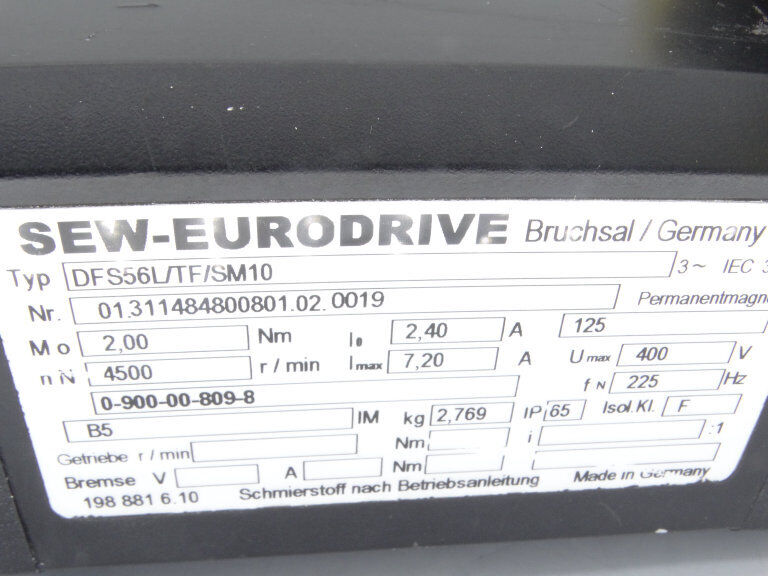 SEW-EURODRIVE Bruchsal / Germany
Typ DFS56L/TF/SM10 3~ IEC
Nr. 01.311484800801.02.0019 Permanentmagn
Mo 2,00 Nm I0 2,40 A 125
nN 4500 r/min Imax 7,20 A Umax 400 V
0-900-00-809-8 fN 225 Hz
B5 IM kg 2,769 IP 65 Isol.Kl. F
Getriebe r/min Nm i :1
Bremse V A Nm
198 881 6.10 Schmierstoff nach Betriebsanleitung Made in Germany